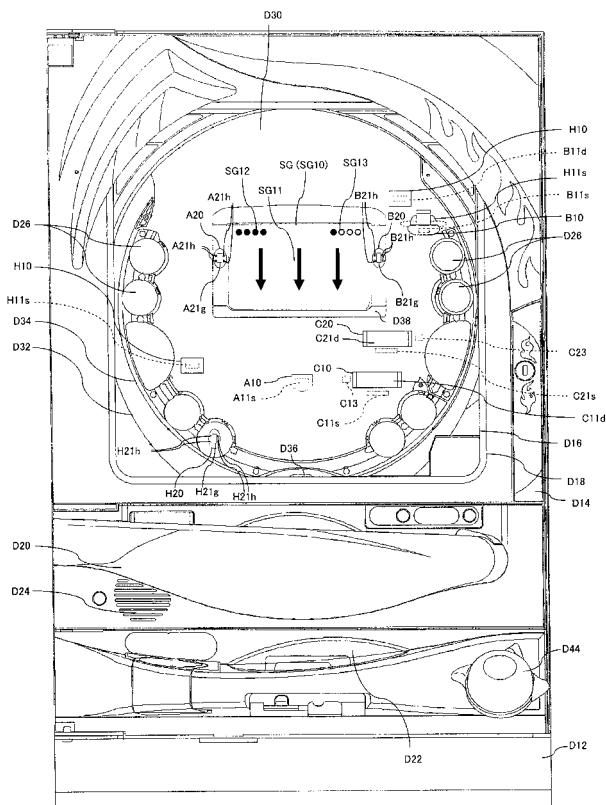 D30
H10
B11d
H11s
B11s
B10
D26
SG (SG10)
SG12
SG13
SG11
A21h
B21h
A20
B20
A21h
B21h
A21g
B21g
D26
H10
H11s
D34
D32
D38
C20
C21d
C23
C10
C21s
A10
A11s
C13
C11s
C11d
D16
D36
H21h
H20
H21g
H21h
D18
D14
D20
D24
D44
D22
D12